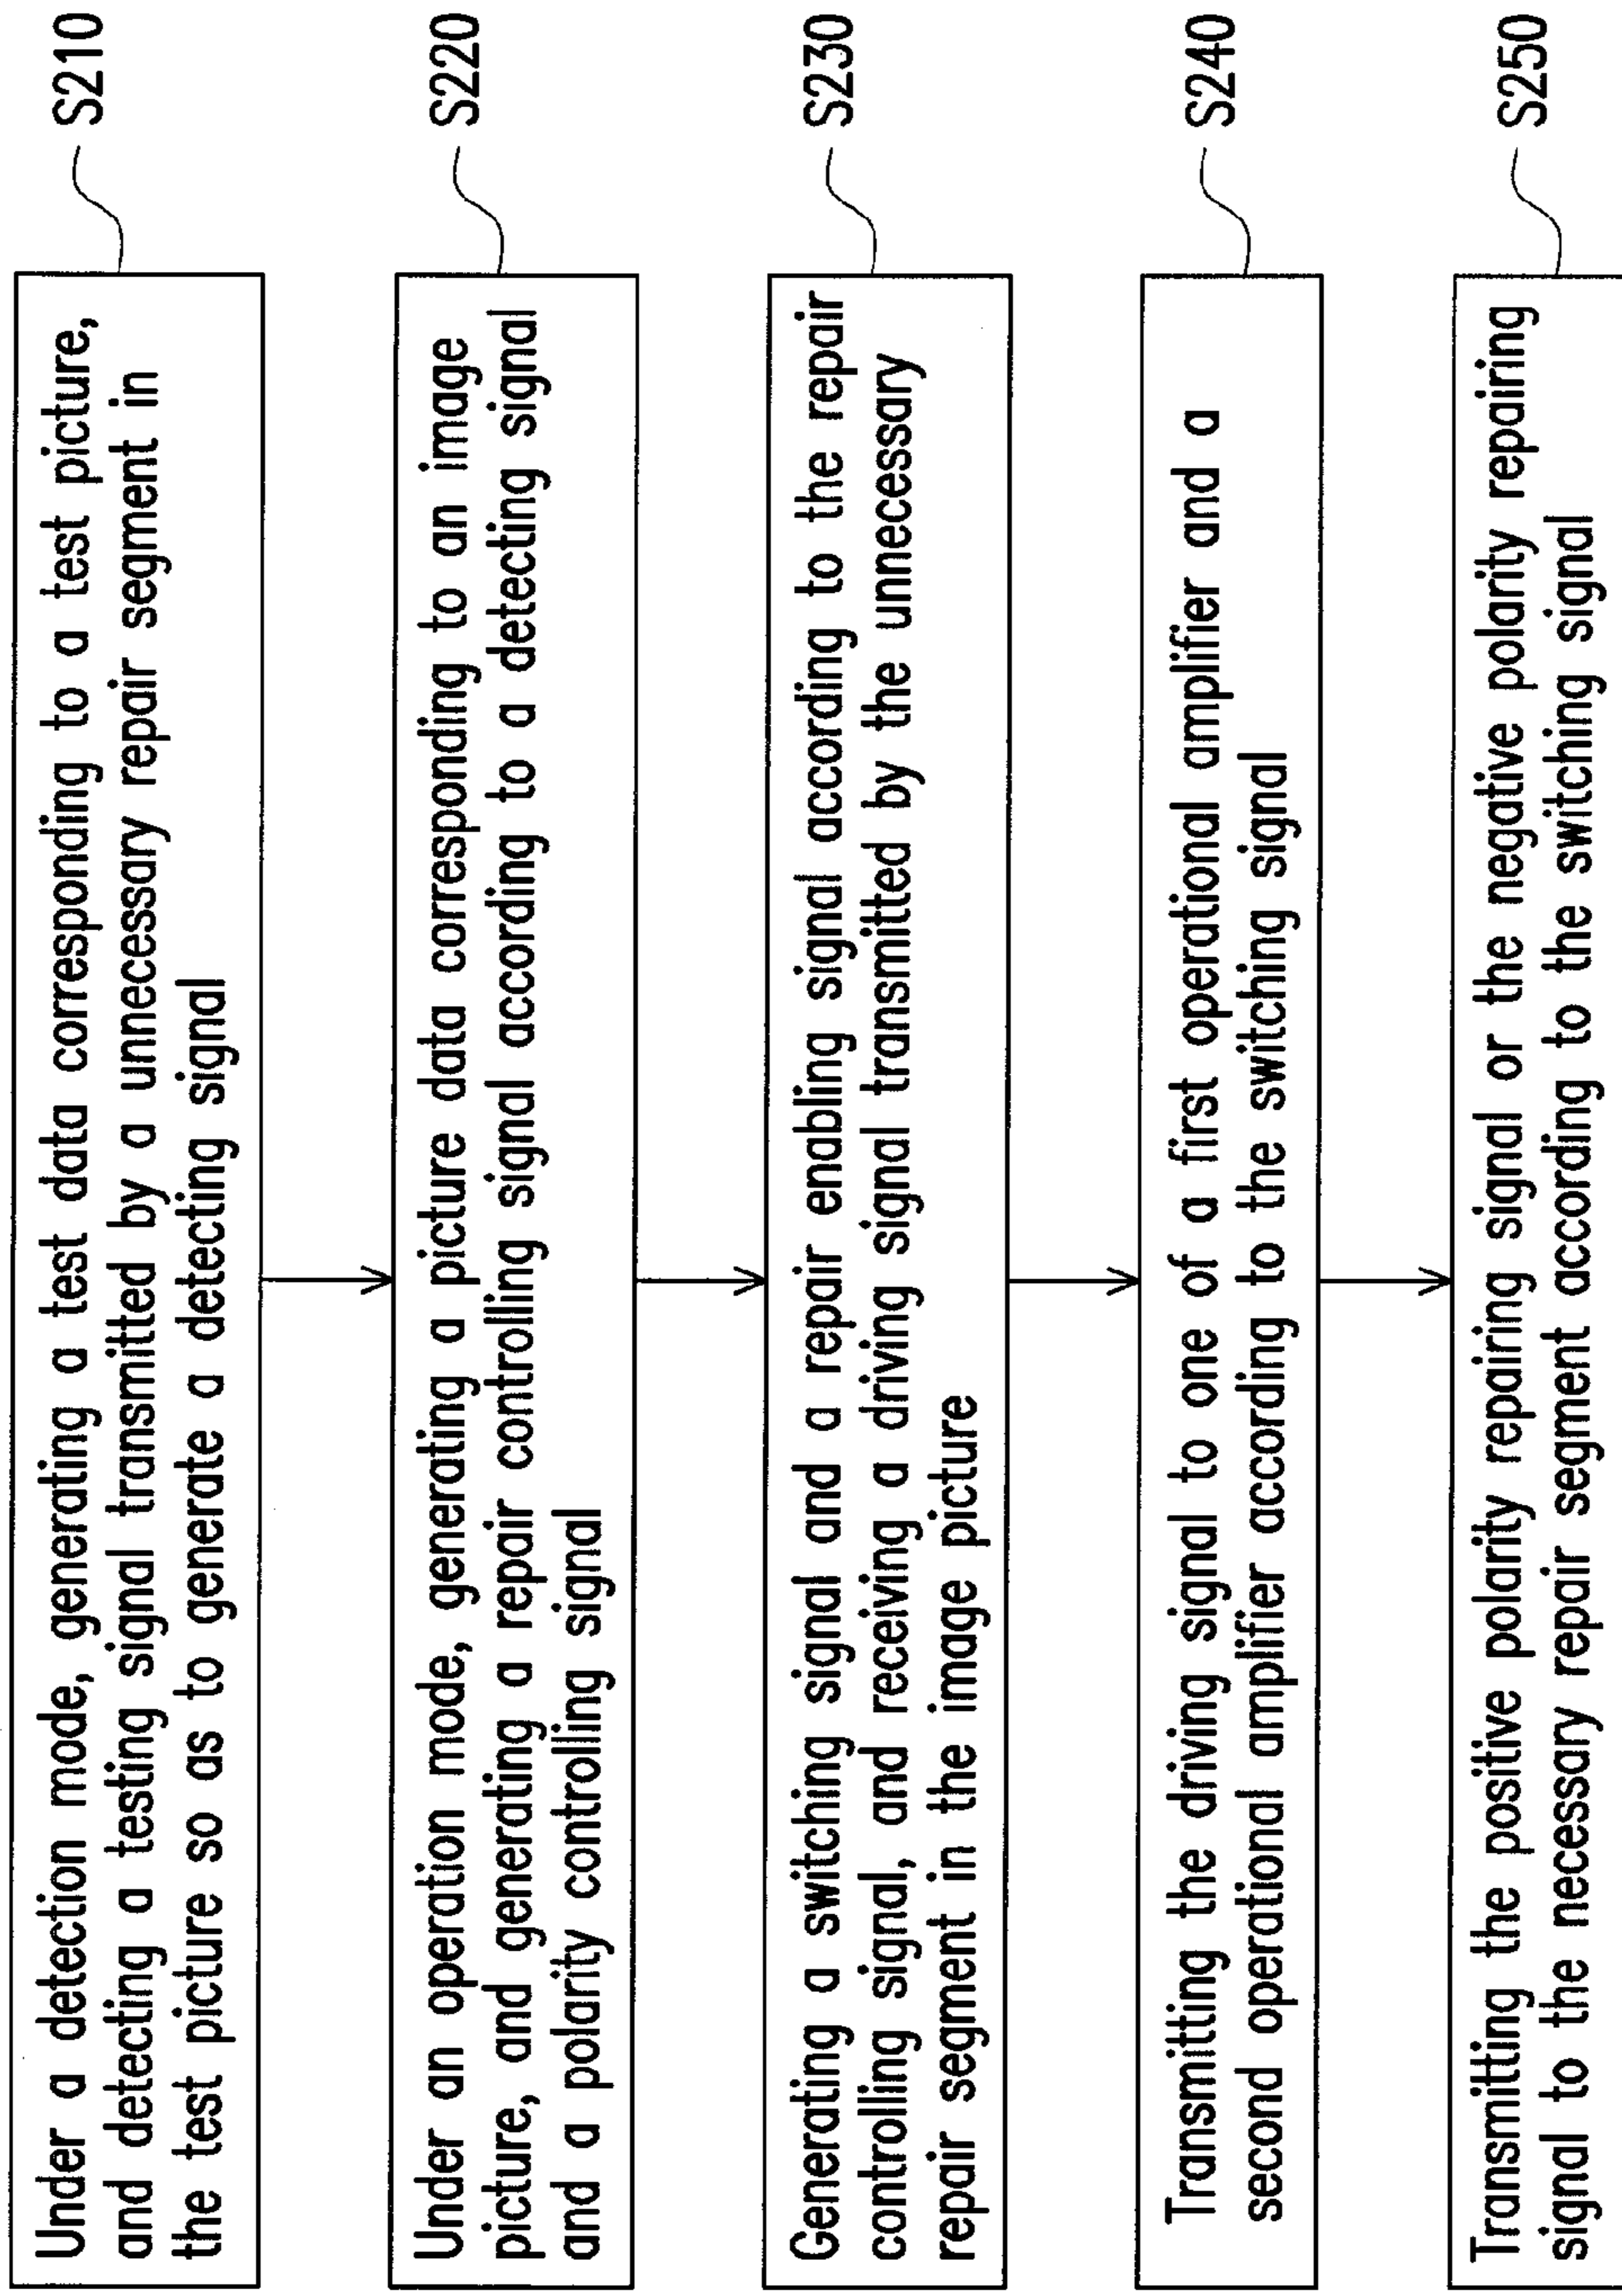 Under a detection mode, generating a test data corresponding to a test picture,
and detecting a testing signal transmitted by a unnecessary repair segment in
the test picture so as to generate a detecting signal
S210
Under an operation mode, generating a picture data corresponding to an image
picture, and generating a repair controlling signal according to a detecting signal
and a polarity controlling signal
S220
Generating a switching signal and a repair enabling signal according to the repair
controlling signal, and receiving a driving signal transmitted by the unnecessary
repair segment in the image picture
S230
Transmitting the driving signal to one of a first operational amplifier and a
second operational amplifier according to the switching signal
S240
Transmitting the positive polarity repairing signal or the negative polarity repairing
signal to the necessary repair segment according to the switching signal
S250